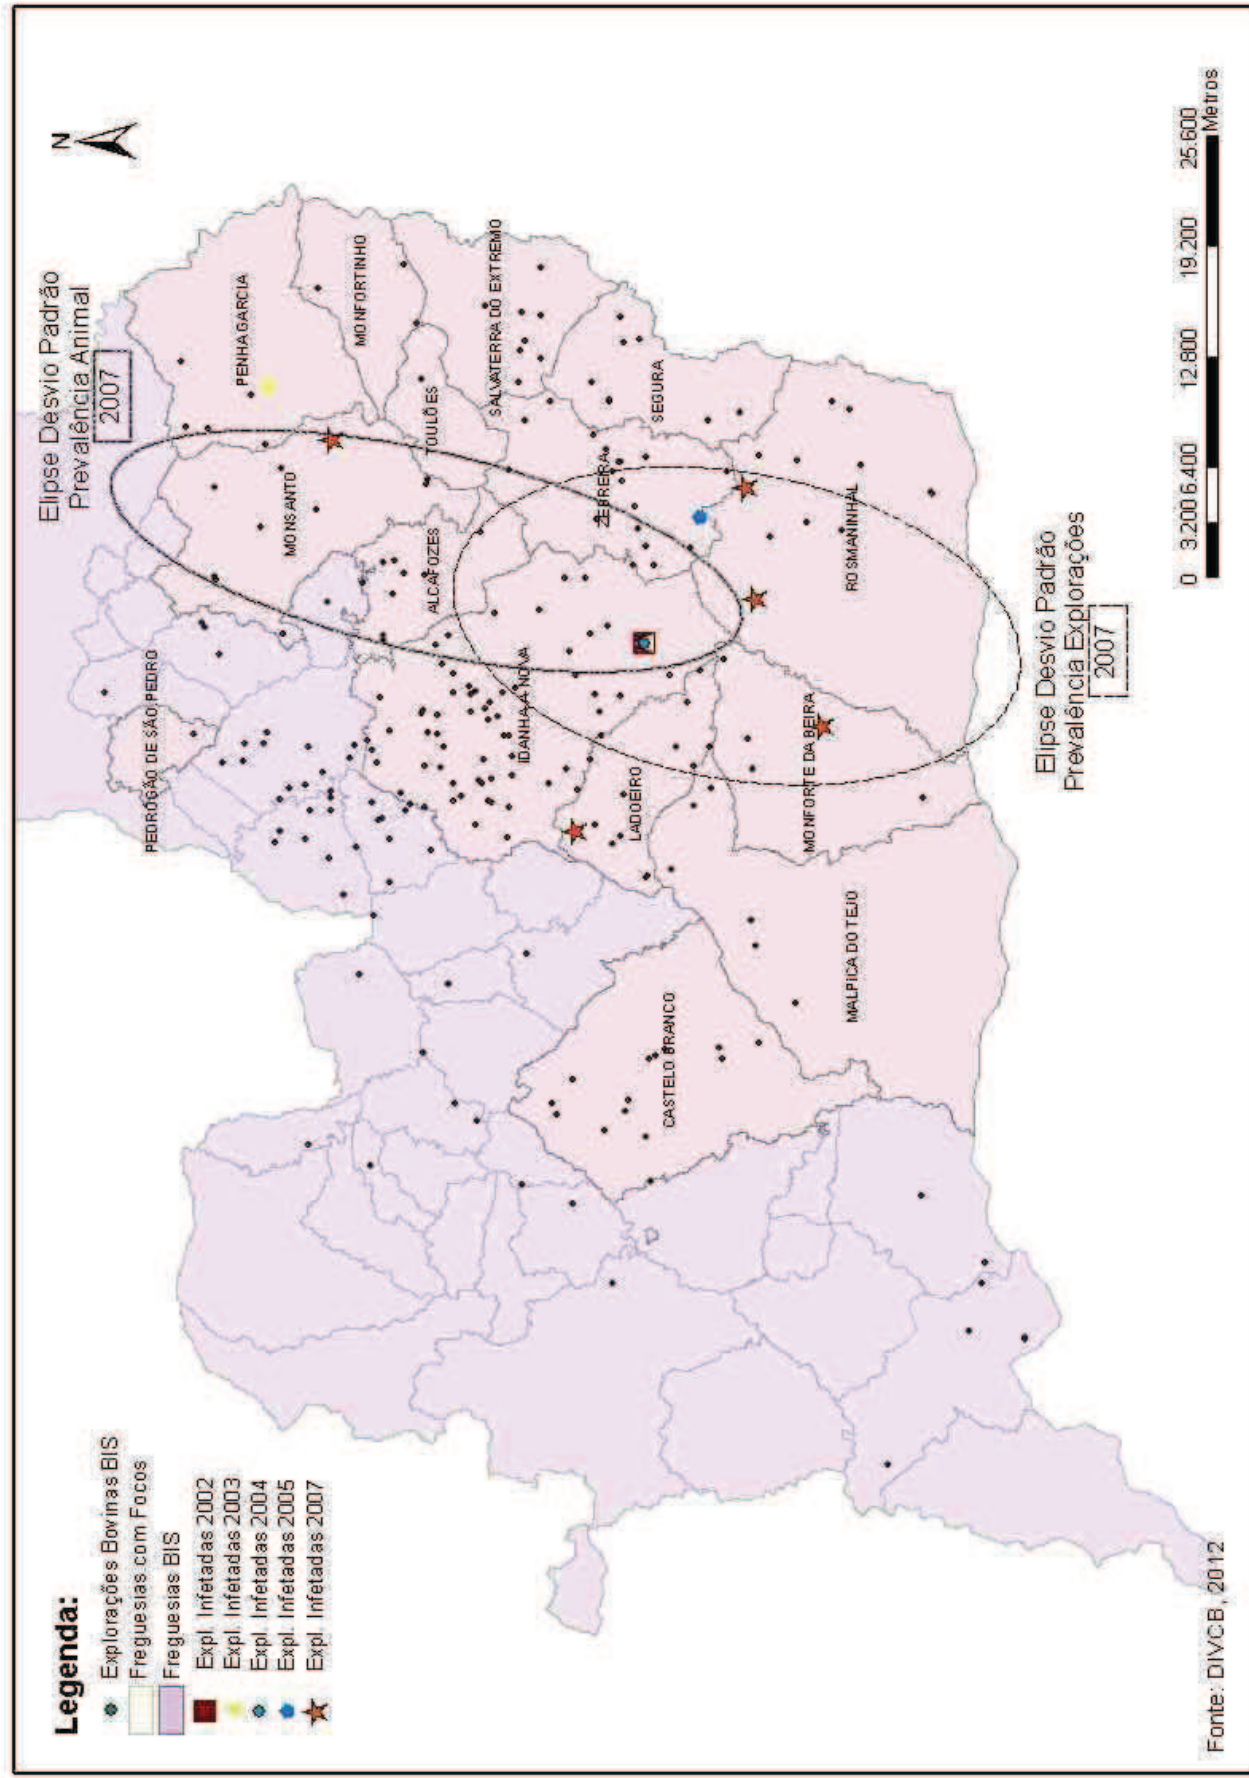 Legenda:
Explorações Bovinas BIS
Freguesias com Focos
Freguesias BIS
Expl. Infetadas 2002
Expl. Infetadas 2003
Expl. Infetadas 2004
Expl. Infetadas 2005
Expl. Infetadas 2007
N
Elipse Desvio Padrão
Prevalência Animal
2007
PENHA GARCIA
MONFORTINHO
PEDROGÃO DE SÃO PEDRO
MONSANTO
TOULÕES
SALVATERRA DO EXTREMO
ALCAFOZES
IDANHA A NOVA
ZEBREIRA
SEGURA
LADOEIRO
CASTELO BRANCO
MONFORTE DA BEIRA
ROSMANINHAL
MALPICA DO TEJO
Elipse Desvio Padrão
Prevalência Explorações
2007
0 3.200 6.400 12.800 19.200 25.600
Metros
Fonte: DIVCB, 2012